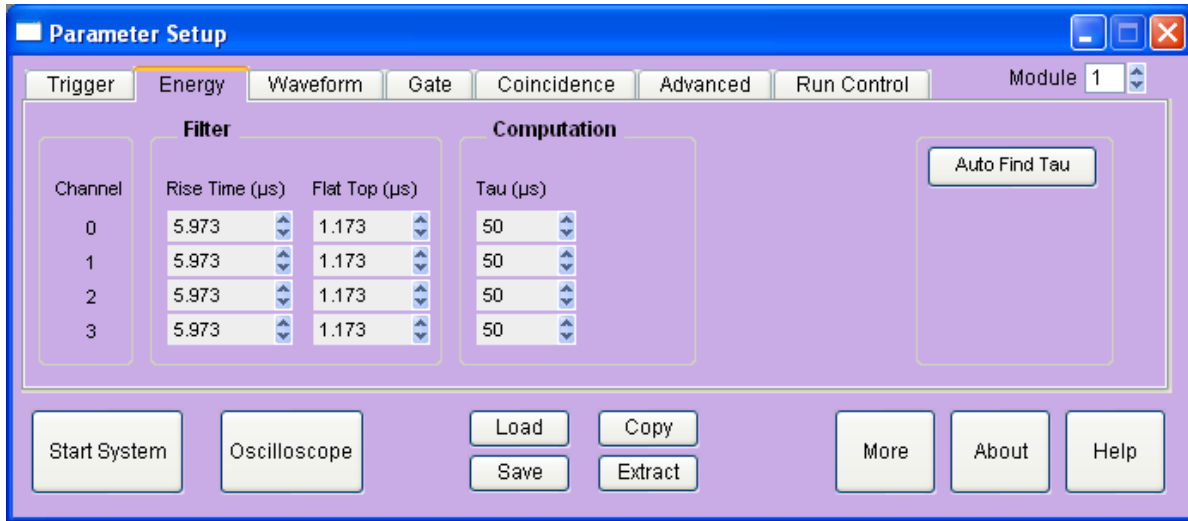 Parameter Setup
Trigger Energy Waveform Gate Coincidence Advanced Run Control Module 1
Filter Computation
Auto Find Tau
Channel Rise Time (µs) Flat Top (µs) Tau (µs)
0 5.973 1.173 50
1 5.973 1.173 50
2 5.973 1.173 50
3 5.973 1.173 50
Start System Oscilloscope Load Copy More About Help
Save Extract